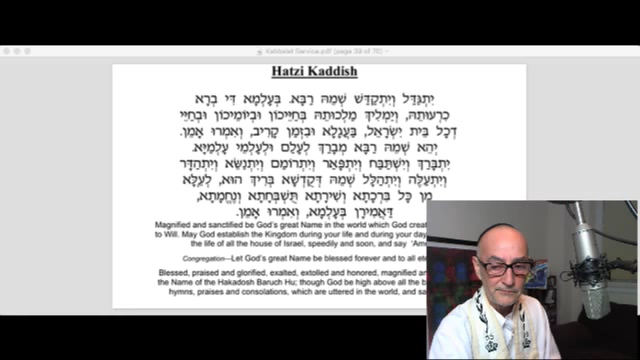 Kabbalat Service.pdf (page 39 of 70)
Hatzi Kaddish
יִתְגַּדַּל וְיִתְקַדַּשׁ שְׁמֵהּ רַבָּא. בְּעָלְמָא דִּי בְרָא
כִרְעוּתֵהּ, וְיַמְלִיךְ מַלְכוּתֵהּ בְּחַיֵּיכוֹן וּבְיוֹמֵיכוֹן וּבְחַיֵּי
דְכָל בֵּית יִשְׂרָאֵל, בַּעֲגָלָא וּבִזְמַן קָרִיב, וְאִמְרוּ אָמֵן.
יְהֵא שְׁמֵהּ רַבָּא מְבָרַךְ לְעָלַם וּלְעָלְמֵי עָלְמַיָּא.
יִתְבָּרַךְ וְיִשְׁתַּבַּח וְיִתְפָּאַר וְיִתְרוֹמַם וְיִתְנַשֵּׂא וְיִתְהַדָּר
וְיִתְעַלֶּה וְיִתְהַלָּל שְׁמֵהּ דְּקֻדְשָׁא בְּרִיךְ הוּא, לְעֵלָּא
מִן כָּל בִּרְכָתָא וְשִׁירָתָא תֻּשְׁבְּחָתָא וְנֶחֱמָתָא,
דַּאֲמִירָן בְּעָלְמָא, וְאִמְרוּ אָמֵן.
Magnified and sanctified be God's great Name in the world which God creat
to Will. May God establish the Kingdom during your life and during your day
the life of all the house of Israel, speedily and soon, and say 'Am
Congregation—Let God's great Name be blessed forever and to all ete
Blessed, praised and glorified, exalted, extolled and honored, magnified an
the Name of the Hakadosh Baruch Hu; though God be high above all the b
hymns, praises and consolations, which are uttered in the world, and sa